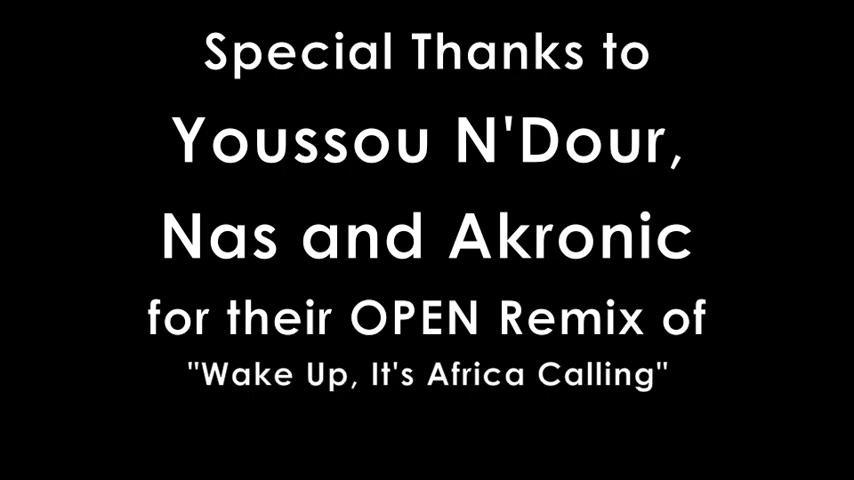 Special Thanks to
Youssou N'Dour,
Nas and Akronic
for their OPEN Remix of
"Wake Up, It's Africa Calling"